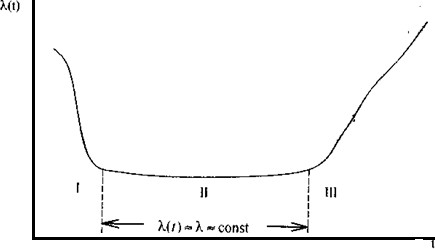 λ(t)
I II III
λ(t) ≈ λ ≈ const
t